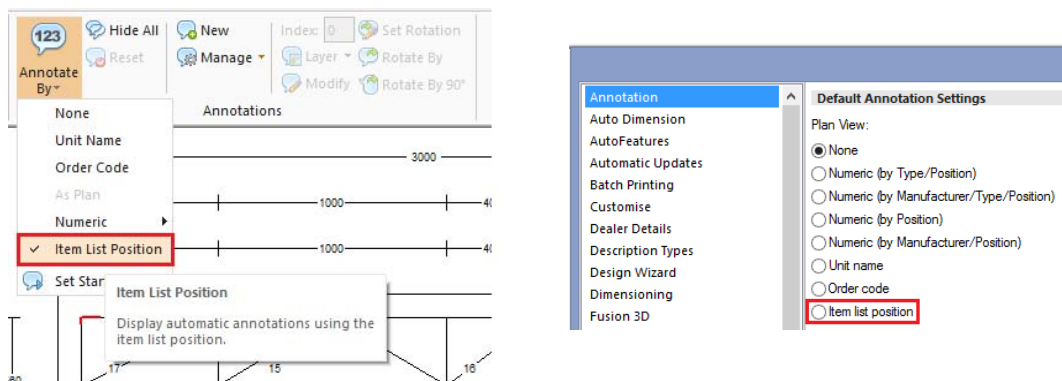 123
Annotate
By
Hide All
Reset
New
Manage
Index: 0
Layer
Modify
Set Rotation
Rotate By
Rotate By 90°
Annotations
None
Unit Name
Order Code
As Plan
Numeric
Item List Position
Set Star
Item List Position
Display automatic annotations using the
item list position.
3000
1000
40
1000
40
17
15
16
Annotation
Auto Dimension
AutoFeatures
Automatic Updates
Batch Printing
Customise
Dealer Details
Description Types
Design Wizard
Dimensioning
Fusion 3D
Default Annotation Settings
Plan View:
None
Numeric (by Type/Position)
Numeric (by Manufacturer/Type/Position)
Numeric (by Position)
Numeric (by Manufacturer/Position)
Unit name
Order code
Item list position